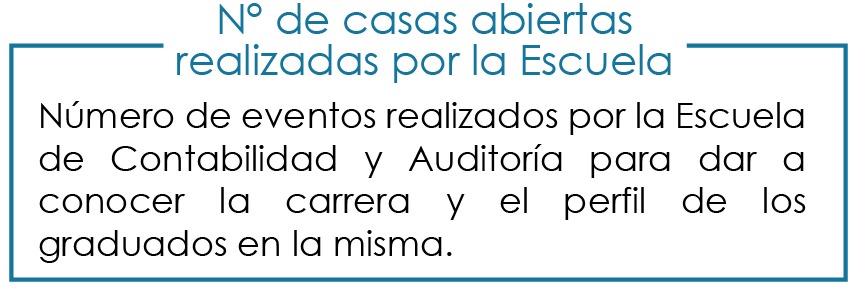 N° de casas abiertas
realizadas por la Escuela
Número de eventos realizados por la Escuela
de Contabilidad y Auditoría para dar a
conocer la carrera y el perfil de los
graduados en la misma.